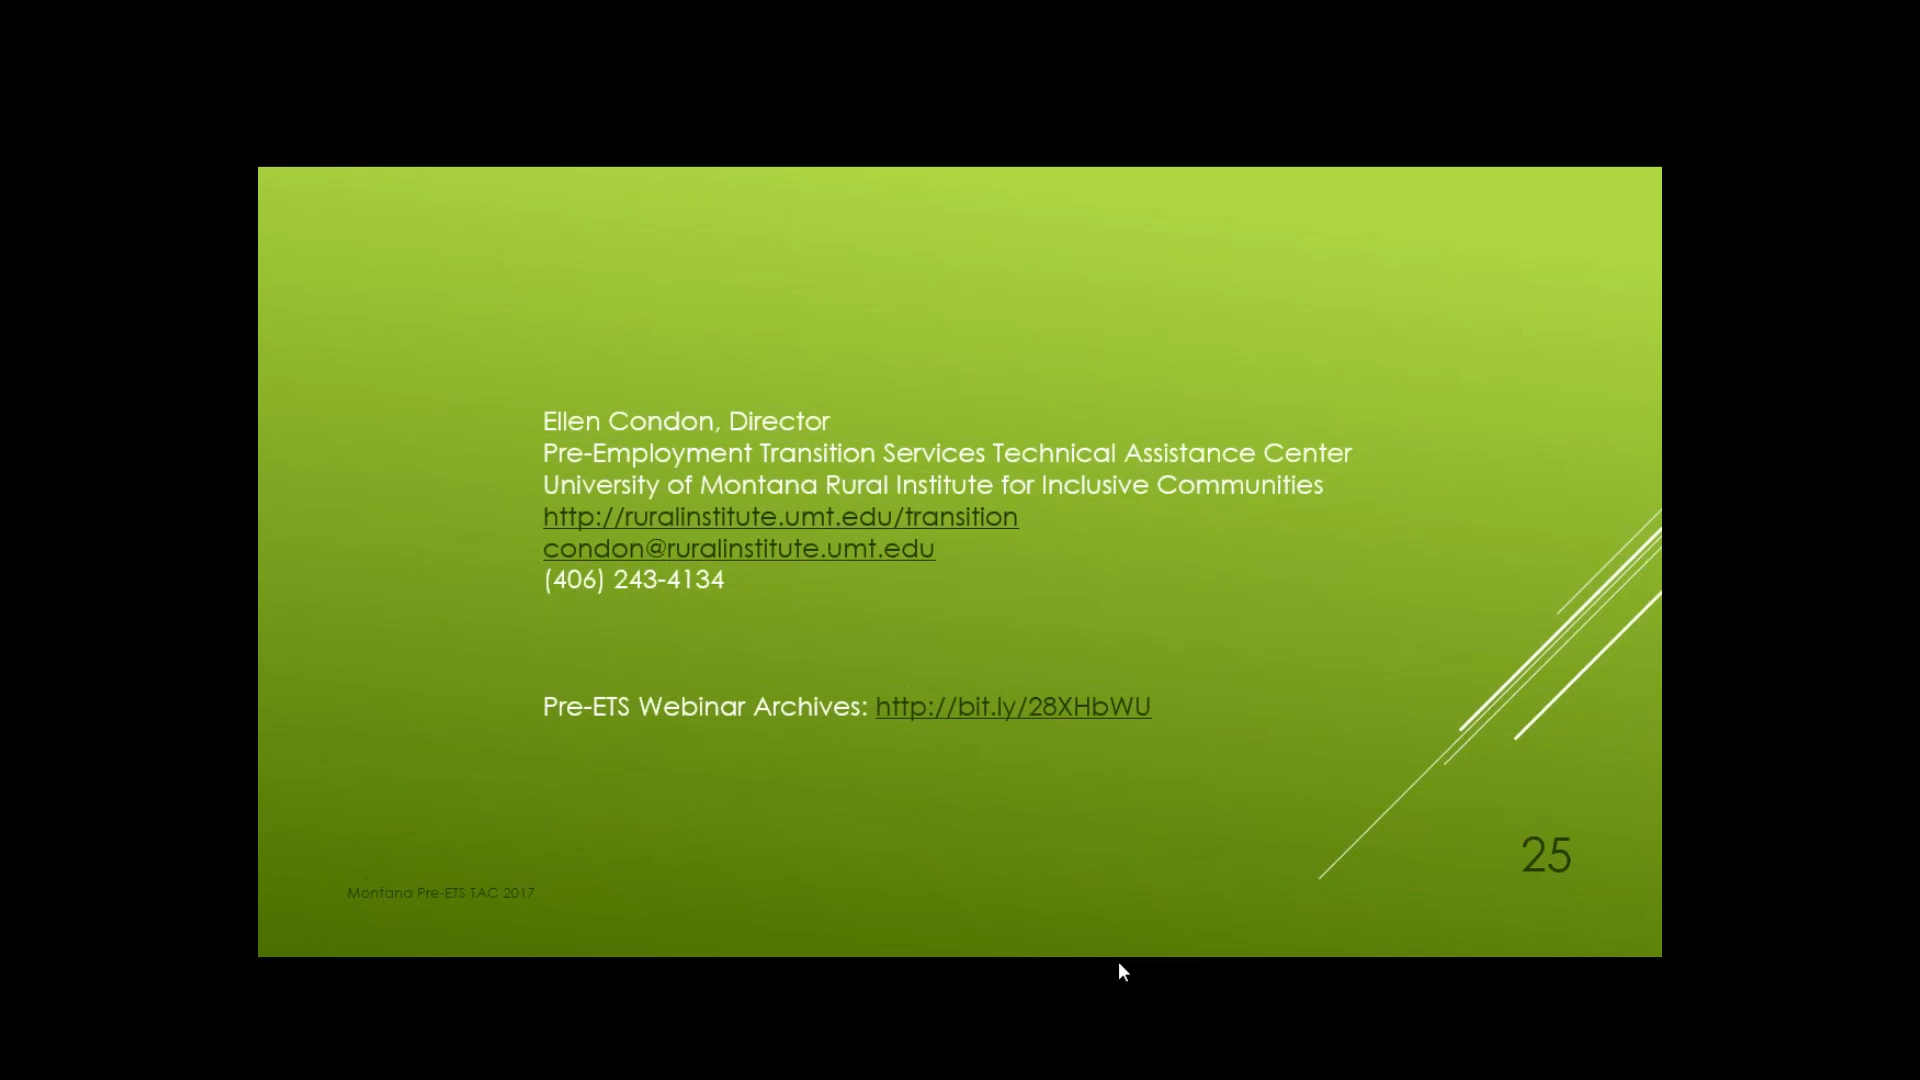 Ellen Condon, Director
Pre-Employment Transition Services Technical Assistance Center
University of Montana Rural Institute for Inclusive Communities
http://ruralinstitute.umt.edu/transition
condon@ruralinstitute.umt.edu
(406) 243-4134
Pre-ETS Webinar Archives: http://bit.ly/28XHbWU
25
Montana Pre-ETS TAC 2017